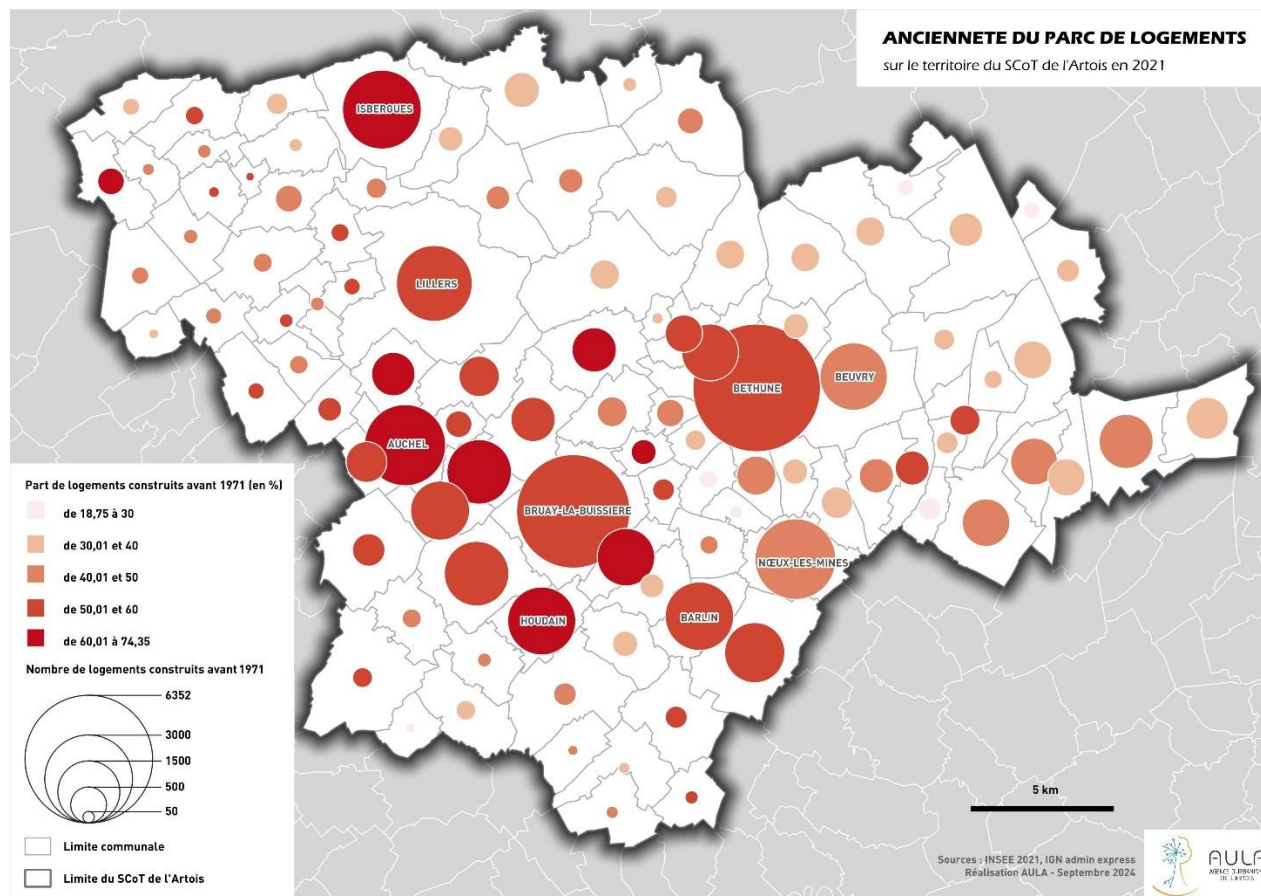 ANCIENNETE DU PARC DE LOGEMENTS
sur le territoire du SCoT de l'Artois en 2021
ISBERGUES
LILLERS
BETHUNE
BEUVRY
AUCHEL
BRUAY-LA-BUISSIERE
NŒUX-LES-MINES
HOUDAIN
BARLIN
Part de logements construits avant 1971 (en %)
de 18,75 à 30
de 30,01 et 40
de 40,01 et 50
de 50,01 et 60
de 60,01 à 74,35
Nombre de logements construits avant 1971
6352
3000
1500
500
50
Limite communale
Limite du SCoT de l'Artois
5 km
Sources : INSEE 2021, IGN admin express
Réalisation AULA - Septembre 2024
AULA
AGENCE D'URBANISME
DE L'ARTOIS